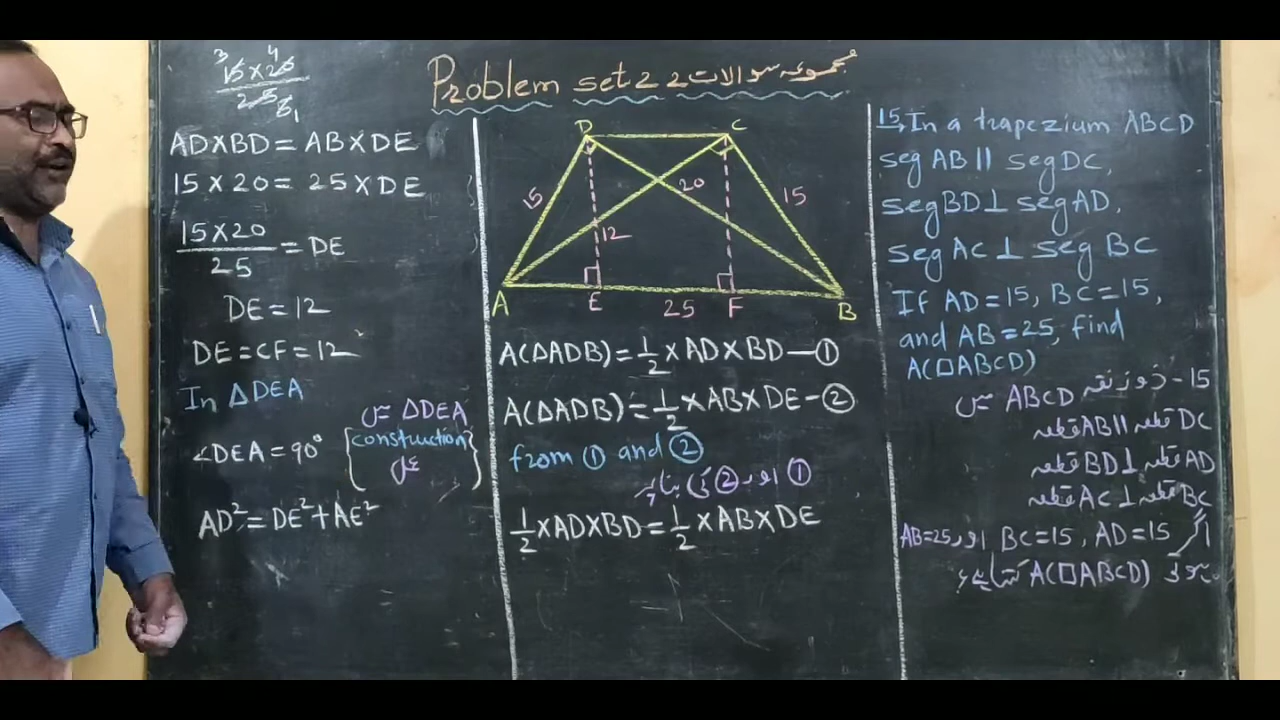 Problem set 2 2 مجموعہ سوالات
3 4
15 × 20
25 5 1
AD×BD = AB×DE
15 × 20 = 25 × DE
15 × 20 / 25 = DE
DE = 12
DE = CF = 12
In ΔDEA
ΔDEA میں
∠DEA = 90° [construction
عمل]
AD² = DE² + AE²
D C
15 20 15
12
A E 25 F B
A(ΔADB) = 1/2 × AD × BD — ①
A(ΔADB) = 1/2 × AB × DE - ②
from ① and ②
① اور ② کی بنا پر
1/2 × AD × BD = 1/2 × AB × DE
15, In a trapezium ABCD
seg AB || seg DC,
seg BD ⊥ seg AD,
seg AC ⊥ seg BC
If AD = 15, BC = 15,
and AB = 25, find
A(□ABCD)
15 - ذوزنقہ ABCD میں
قطعہ AB || قطعہ DC
قطعہ BD ⊥ قطعہ AD
قطعہ AC ⊥ قطعہ BC
اگر AD = 15 , BC = 15 اور AB = 25
A(□ABCD)